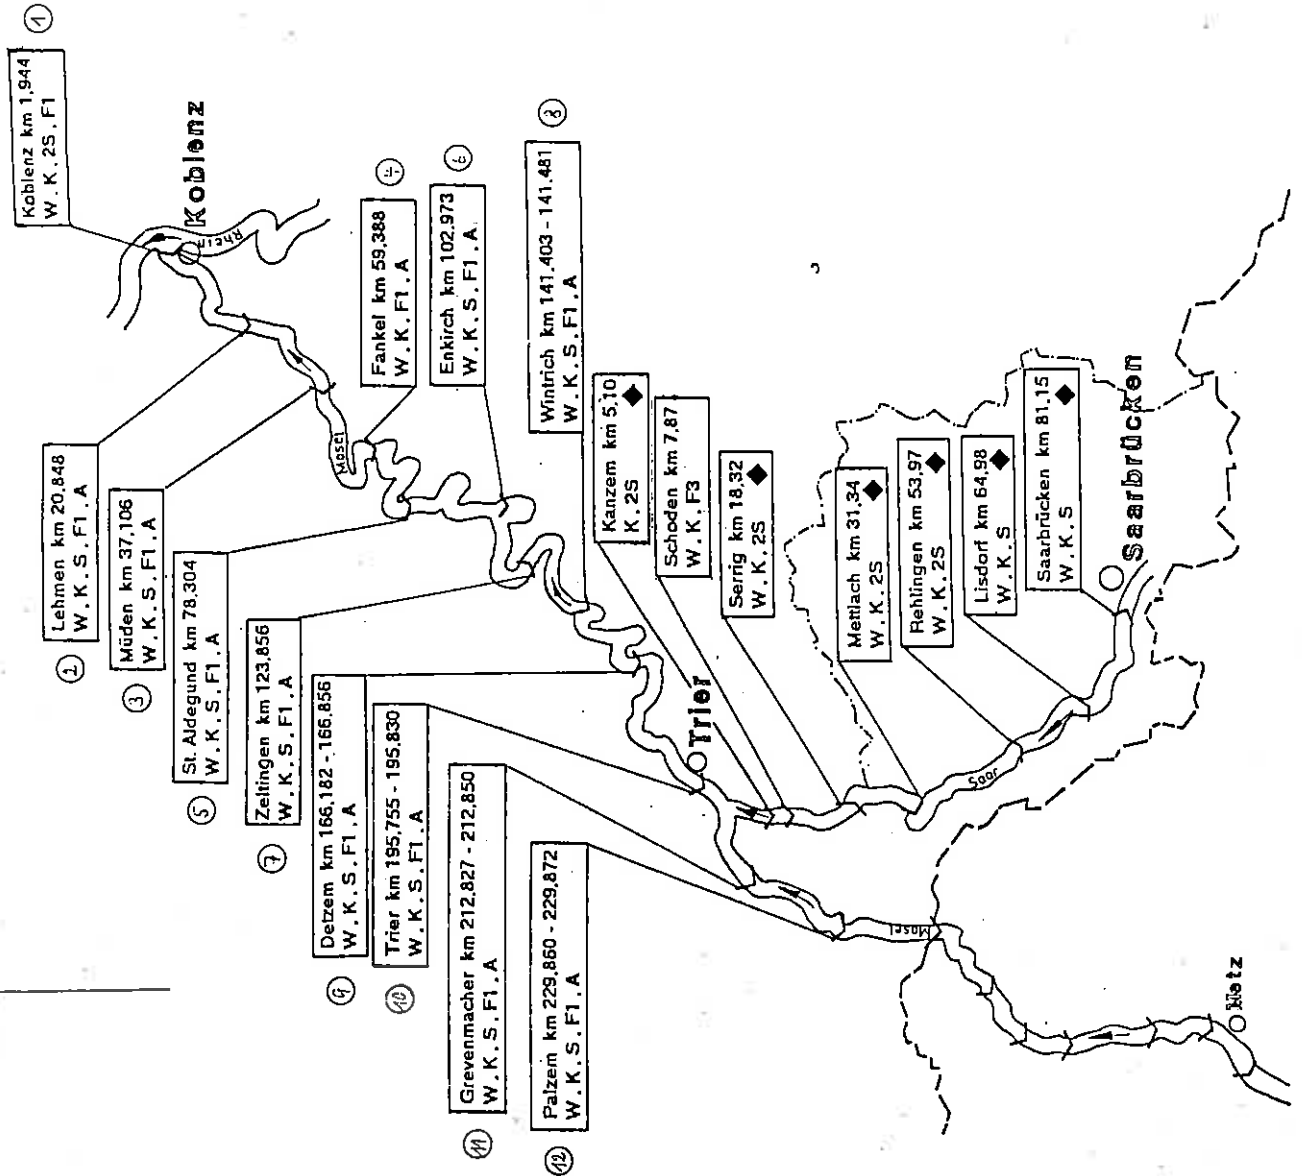 Koblenz km 1,944
W . K . 2S . F1
1
Koblenz
Rhein
Lehmen km 20,848
W . K . S . F1 . A
2
Müden km 37,106
W . K . S . F1 . A
3
Mosel
Fankel km 59,388
W . K . F1 . A
4
St. Aldegund km 78,304
W . K . S . F1 . A
5
Enkirch km 102,973
W . K . S . F1 . A
6
Zeltingen km 123,856
W . K . S . F1 . A
7
Wintrich km 141.403 - 141.481
W . K . S . F1 . A
8
Detzem km 166,182 - 166,856
W . K . S . F1 . A
9
Trier km 195,755 - 195,830
W . K . S . F1 . A
10
Trier
Grevenmacher km 212,827 - 212,850
W . K . S . F1 . A
11
Palzem km 229,860 - 229,872
W . K . S . F1 . A
12
Mosel
Metz
Kanzem km 5,10
K . 2S
Schoden km 7,87
W . K . F3
Serrig km 18,32
W . K . 2S
Mettlach km 31,34
W . K . 2S
Rehlingen km 53,97
W . K . 2S
Lisdorf km 64,98
W . K . S
Saarbrücken km 81,15
W . K . S
Saarbrücken